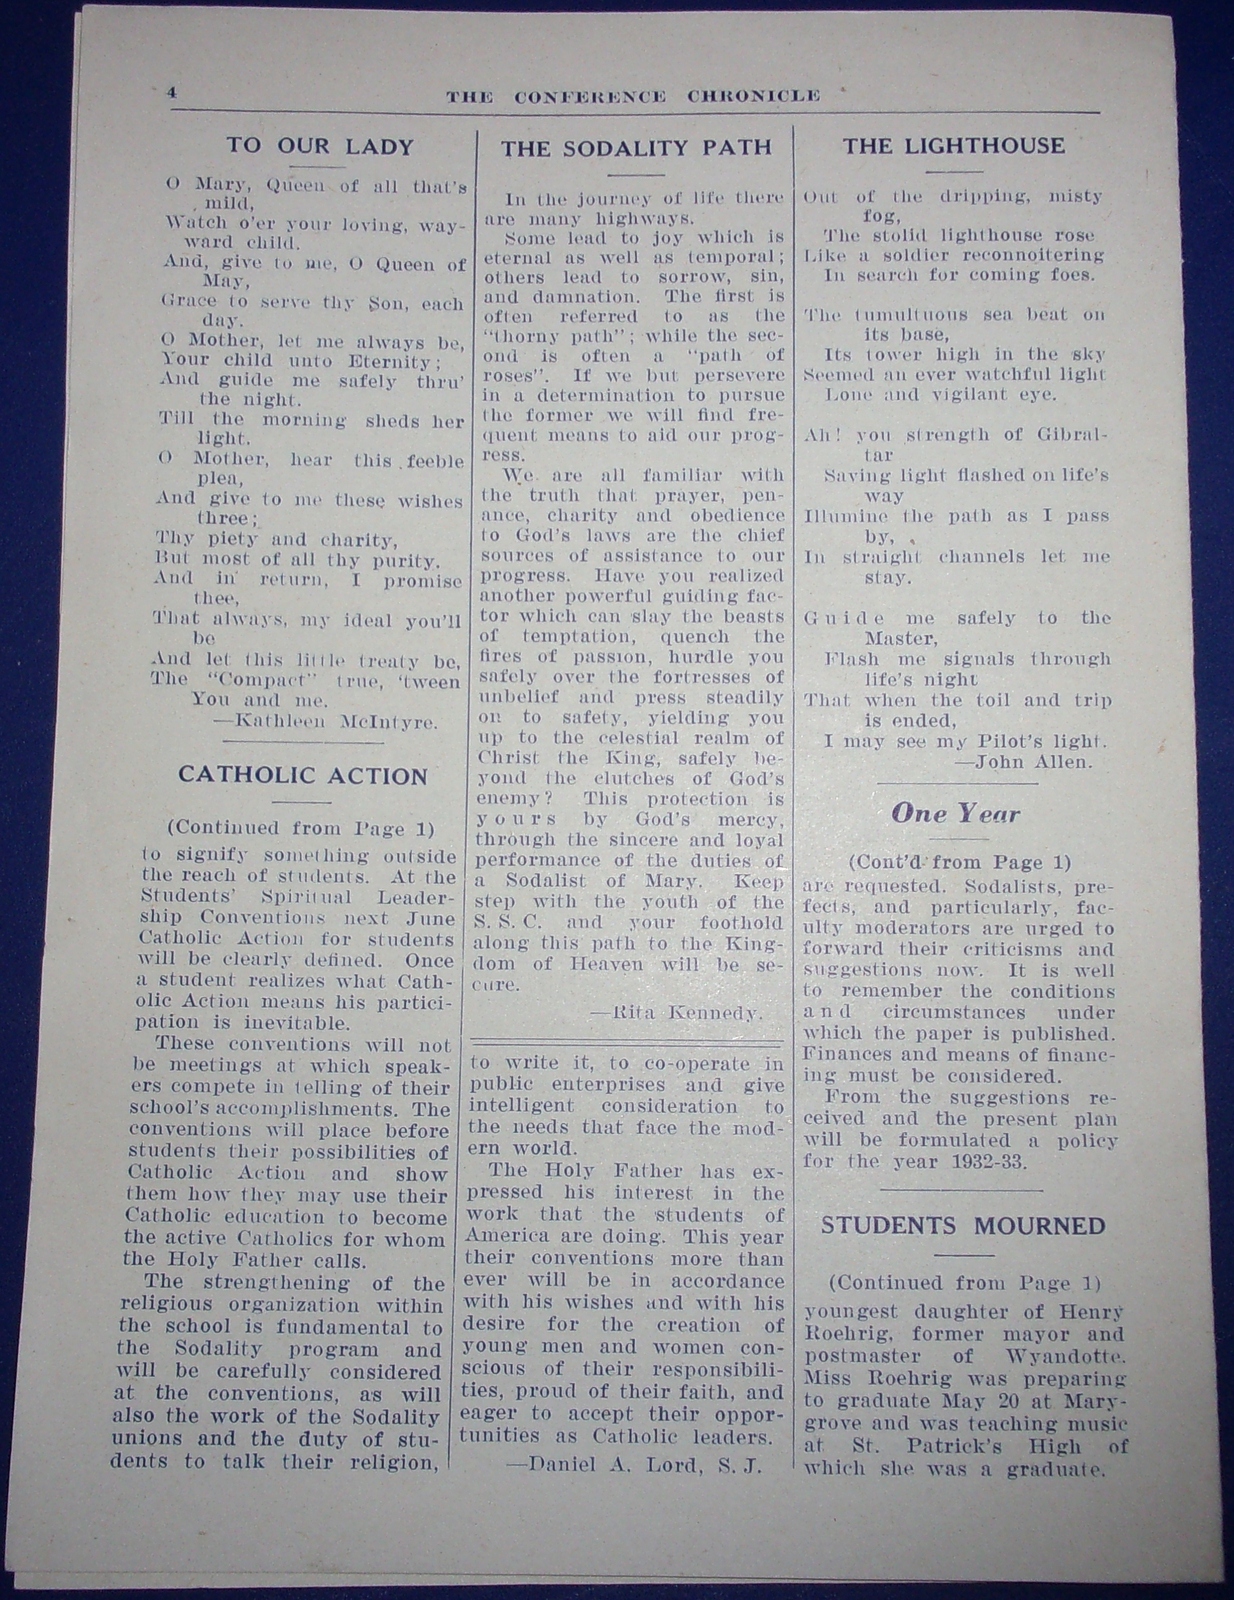 4
THE CONFERENCE CHRONICLE
TO OUR LADY
O Mary, Queen of all that's
mild,
Watch o'er your loving, way-
ward child.
And, give to me, O Queen of
May,
Grace to serve thy Son, each
day.
O Mother, let me always be,
Your child unto Eternity;
And guide me safely thru'
the night.
Till the morning sheds her
light.
O Mother, hear this feeble
plea,
And give to me these wishes
three;
Thy piety and charity,
But most of all thy purity.
And in return, I promise
thee,
That always, my ideal you'll
be
And let this little treaty be,
The "Compact" true, 'tween
You and me.
—Kathleen McIntyre.
CATHOLIC ACTION
(Continued from Page 1)
to signify something outside
the reach of students. At the
Students' Spiritual Leader-
ship Conventions next June
Catholic Action for students
will be clearly defined. Once
a student realizes what Cath-
olic Action means his partici-
pation is inevitable.
These conventions will not
be meetings at which speak-
ers compete in telling of their
school's accomplishments. The
conventions will place before
students their possibilities of
Catholic Action and show
them how they may use their
Catholic education to become
the active Catholics for whom
the Holy Father calls.
The strengthening of the
religious organization within
the school is fundamental to
the Sodality program and
will be carefully considered
at the conventions, as will
also the work of the Sodality
unions and the duty of stu-
dents to talk their religion,
THE SODALITY PATH
In the journey of life there
are many highways.
Some lead to joy which is
eternal as well as temporal;
others lead to sorrow, sin,
and damnation. The first is
often referred to as the
"thorny path"; while the sec-
ond is often a "path of
roses". If we but persevere
in a determination to pursue
the former we will find fre-
quent means to aid our prog-
ress.
We are all familiar with
the truth that prayer, pen-
ance, charity and obedience
to God's laws are the chief
sources of assistance to our
progress. Have you realized
another powerful guiding fac-
tor which can slay the beasts
of temptation, quench the
fires of passion, hurdle you
safely over the fortresses of
unbelief and press steadily
on to safety, yielding you
up to the celestial realm of
Christ the King, safely be-
yond the clutches of God's
enemy? This protection is
yours by God's mercy,
through the sincere and loyal
performance of the duties of
a Sodalist of Mary. Keep
step with the youth of the
S. S. C. and your foothold
along this path to the King-
dom of Heaven will be se-
cure.
—Rita Kennedy.
to write it, to co-operate in
public enterprises and give
intelligent consideration to
the needs that face the mod-
ern world.
The Holy Father has ex-
pressed his interest in the
work that the students of
America are doing. This year
their conventions more than
ever will be in accordance
with his wishes and with his
desire for the creation of
young men and women con-
scious of their responsibili-
ties, proud of their faith, and
eager to accept their oppor-
tunities as Catholic leaders.
—Daniel A. Lord, S. J.
THE LIGHTHOUSE
Out of the dripping, misty
fog,
The stolid lighthouse rose
Like a soldier reconnoitering
In search for coming foes.
The tumultuous sea beat on
its base,
Its tower high in the sky
Seemed an ever watchful light
Lone and vigilant eye.
Ah! you strength of Gibral-
tar
Saving light flashed on life's
way
Illumine the path as I pass
by,
In straight channels let me
stay.
Guide me safely to the
Master,
Flash me signals through
life's night
That when the toil and trip
is ended,
I may see my Pilot's light.
—John Allen.
One Year
(Cont'd from Page 1)
are requested. Sodalists, pre-
fects, and particularly, fac-
ulty moderators are urged to
forward their criticisms and
suggestions now. It is well
to remember the conditions
and circumstances under
which the paper is published.
Finances and means of financ-
ing must be considered.
From the suggestions re-
ceived and the present plan
will be formulated a policy
for the year 1932-33.
STUDENTS MOURNED
(Continued from Page 1)
youngest daughter of Henry
Roehrig, former mayor and
postmaster of Wyandotte.
Miss Roehrig was preparing
to graduate May 20 at Mary-
grove and was teaching music
at St. Patrick's High of
which she was a graduate.